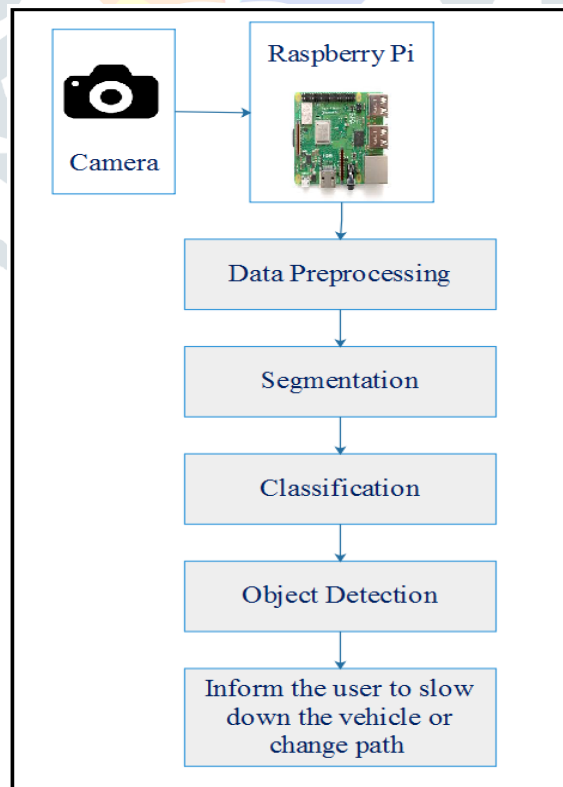 Camera
Raspberry Pi
Data Preprocessing
Segmentation
Classification
Object Detection
Inform the user to slow
down the vehicle or
change path